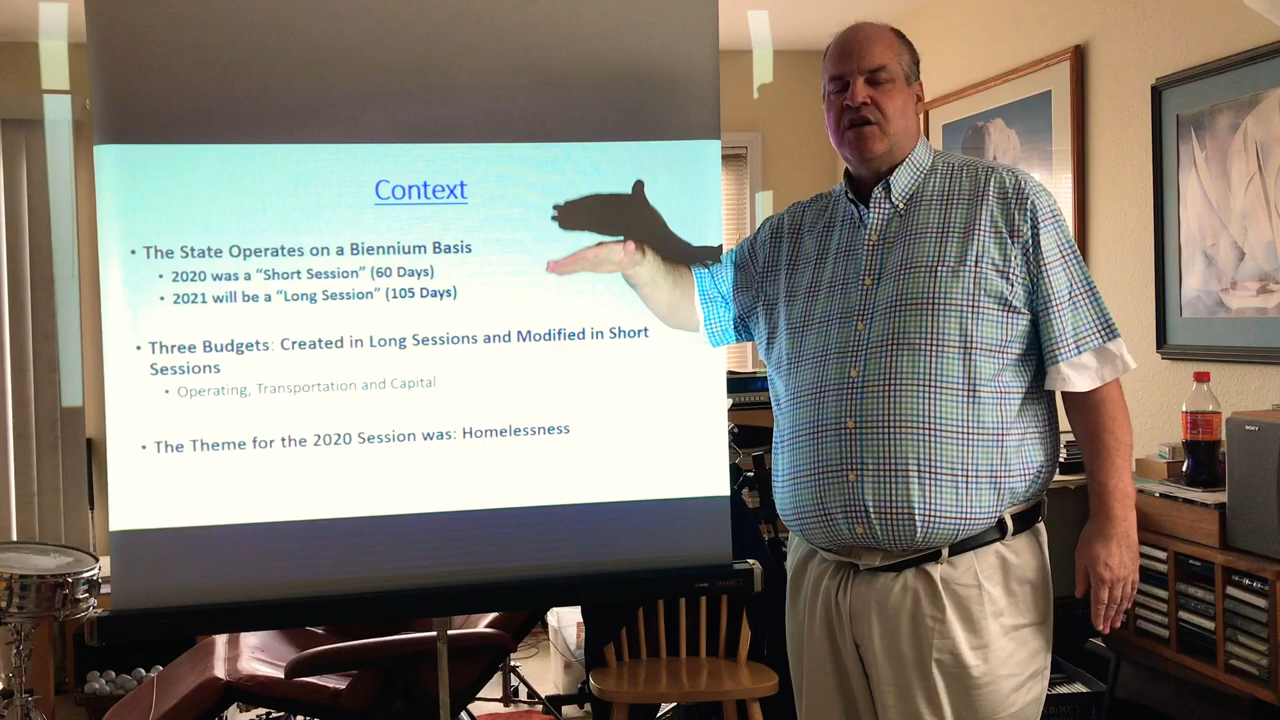 Context
• The State Operates on a Biennium Basis
• 2020 was a “Short Session” (60 Days)
• 2021 will be a “Long Session” (105 Days)
• Three Budgets: Created in Long Sessions and Modified in Short
Sessions
• Operating, Transportation and Capital
• The Theme for the 2020 Session was: Homelessness
SONY